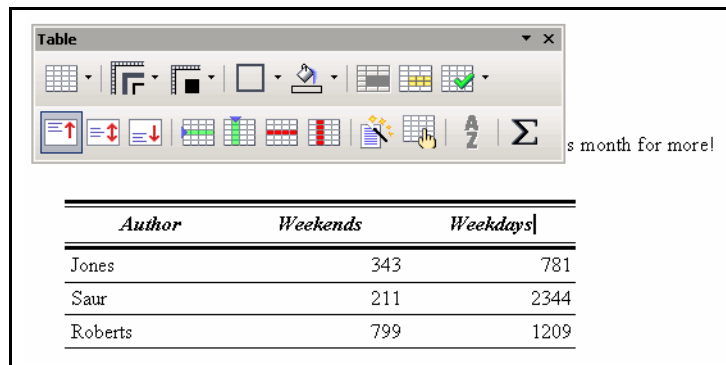 Table
A
Z
Σ
s month for more!
Author Weekends Weekdays
Jones 343 781
Saur 211 2344
Roberts 799 1209